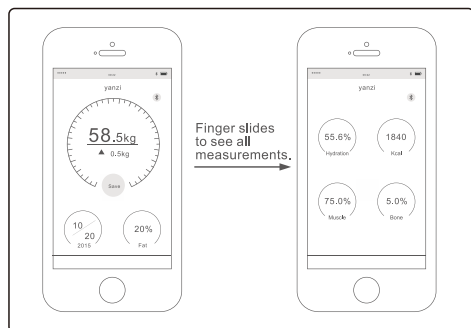 yanzi
58.5kg
▲ 0.5kg
Save
10/20
2015
20%
Fat
Finger slides
to see all
measurements.
yanzi
55.6%
Hydration
1840
Kcal
75.0%
Muscle
5.0%
Bone